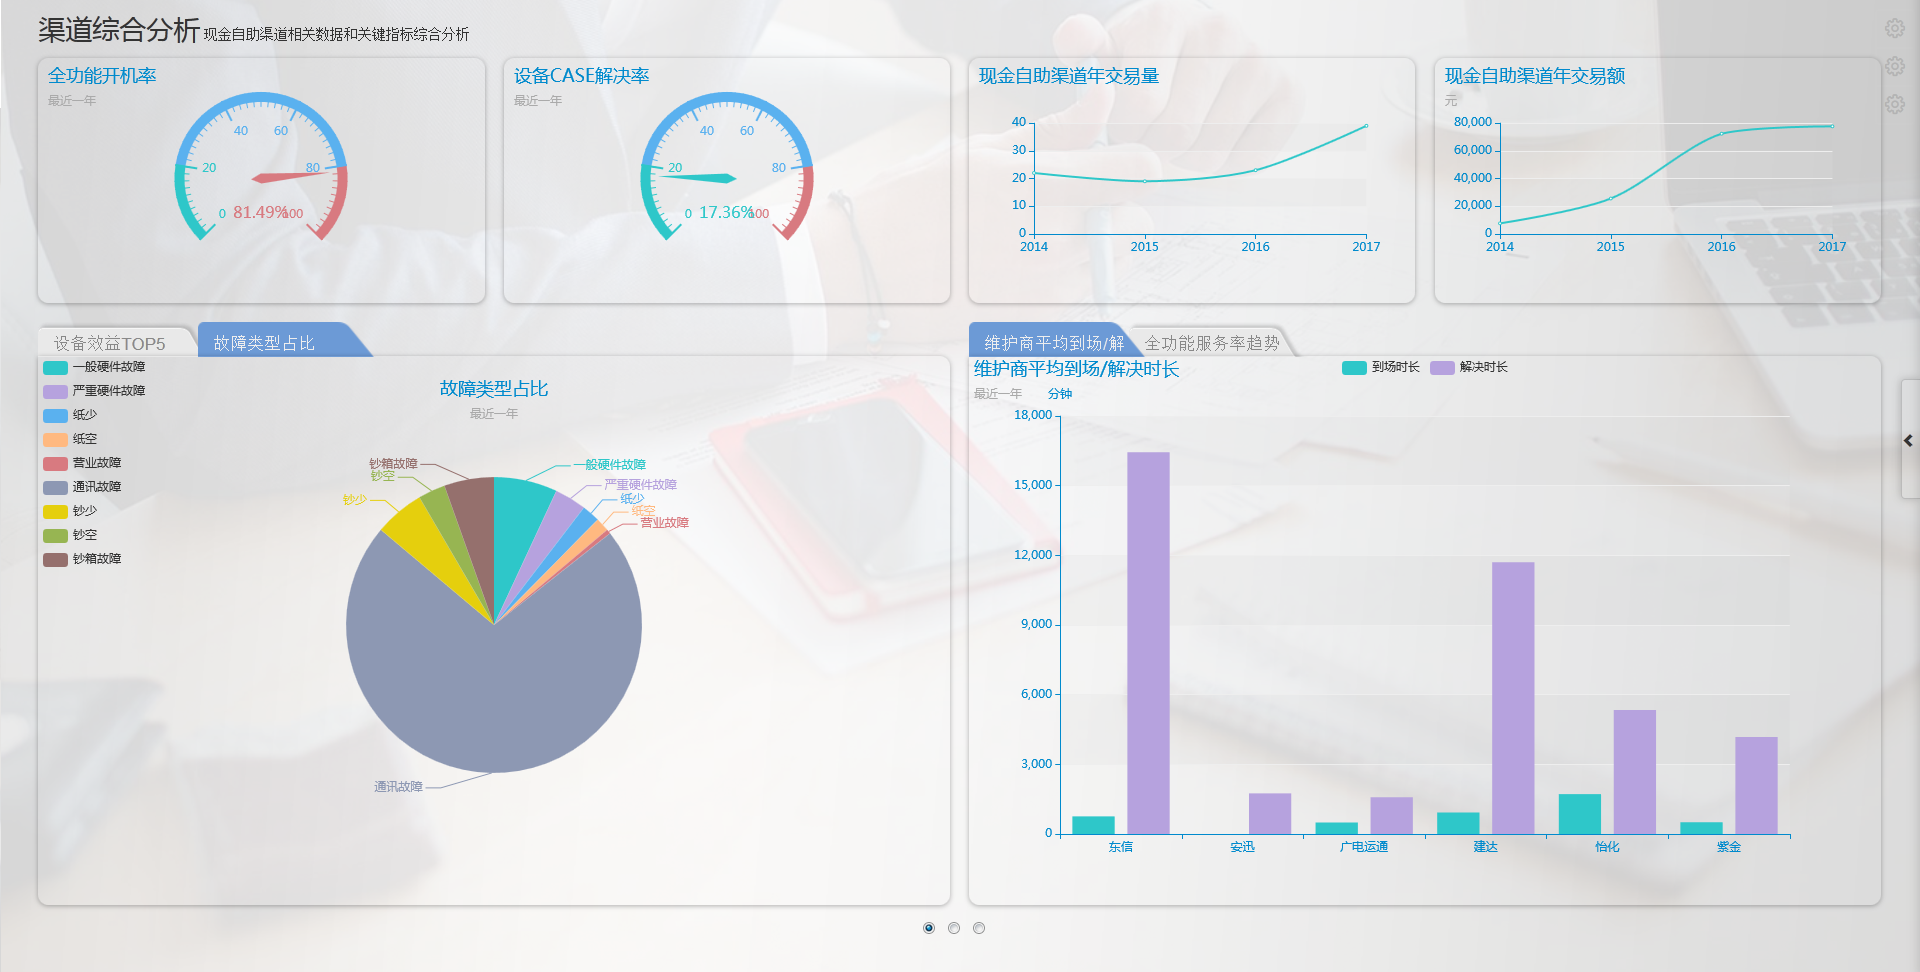 渠道综合分析 现金自助渠道相关数据和关键指标综合分析
全功能开机率
最近一年
0
20
40
60
80
100
81.49%
设备CASE解决率
最近一年
0
20
40
60
80
100
17.36%
现金自助渠道年交易量
40
30
20
10
0
2014 2015 2016 2017
现金自助渠道年交易额
元
80,000
60,000
40,000
20,000
0
2014 2015 2016 2017
设备效益TOP5 故障类型占比
一般硬件故障
严重硬件故障
纸少
纸空
营业故障
通讯故障
钞少
钞空
钞箱故障
故障类型占比
最近一年
一般硬件故障
严重硬件故障
纸少
纸空
营业故障
通讯故障
钞少
钞空
钞箱故障
维护商平均到场/解 全功能服务率趋势
维护商平均到场/解决时长
最近一年
到场时长 解决时长
分钟
18,000
15,000
12,000
9,000
6,000
3,000
0
东信 安迅 广电运通 建达 怡化 紫金